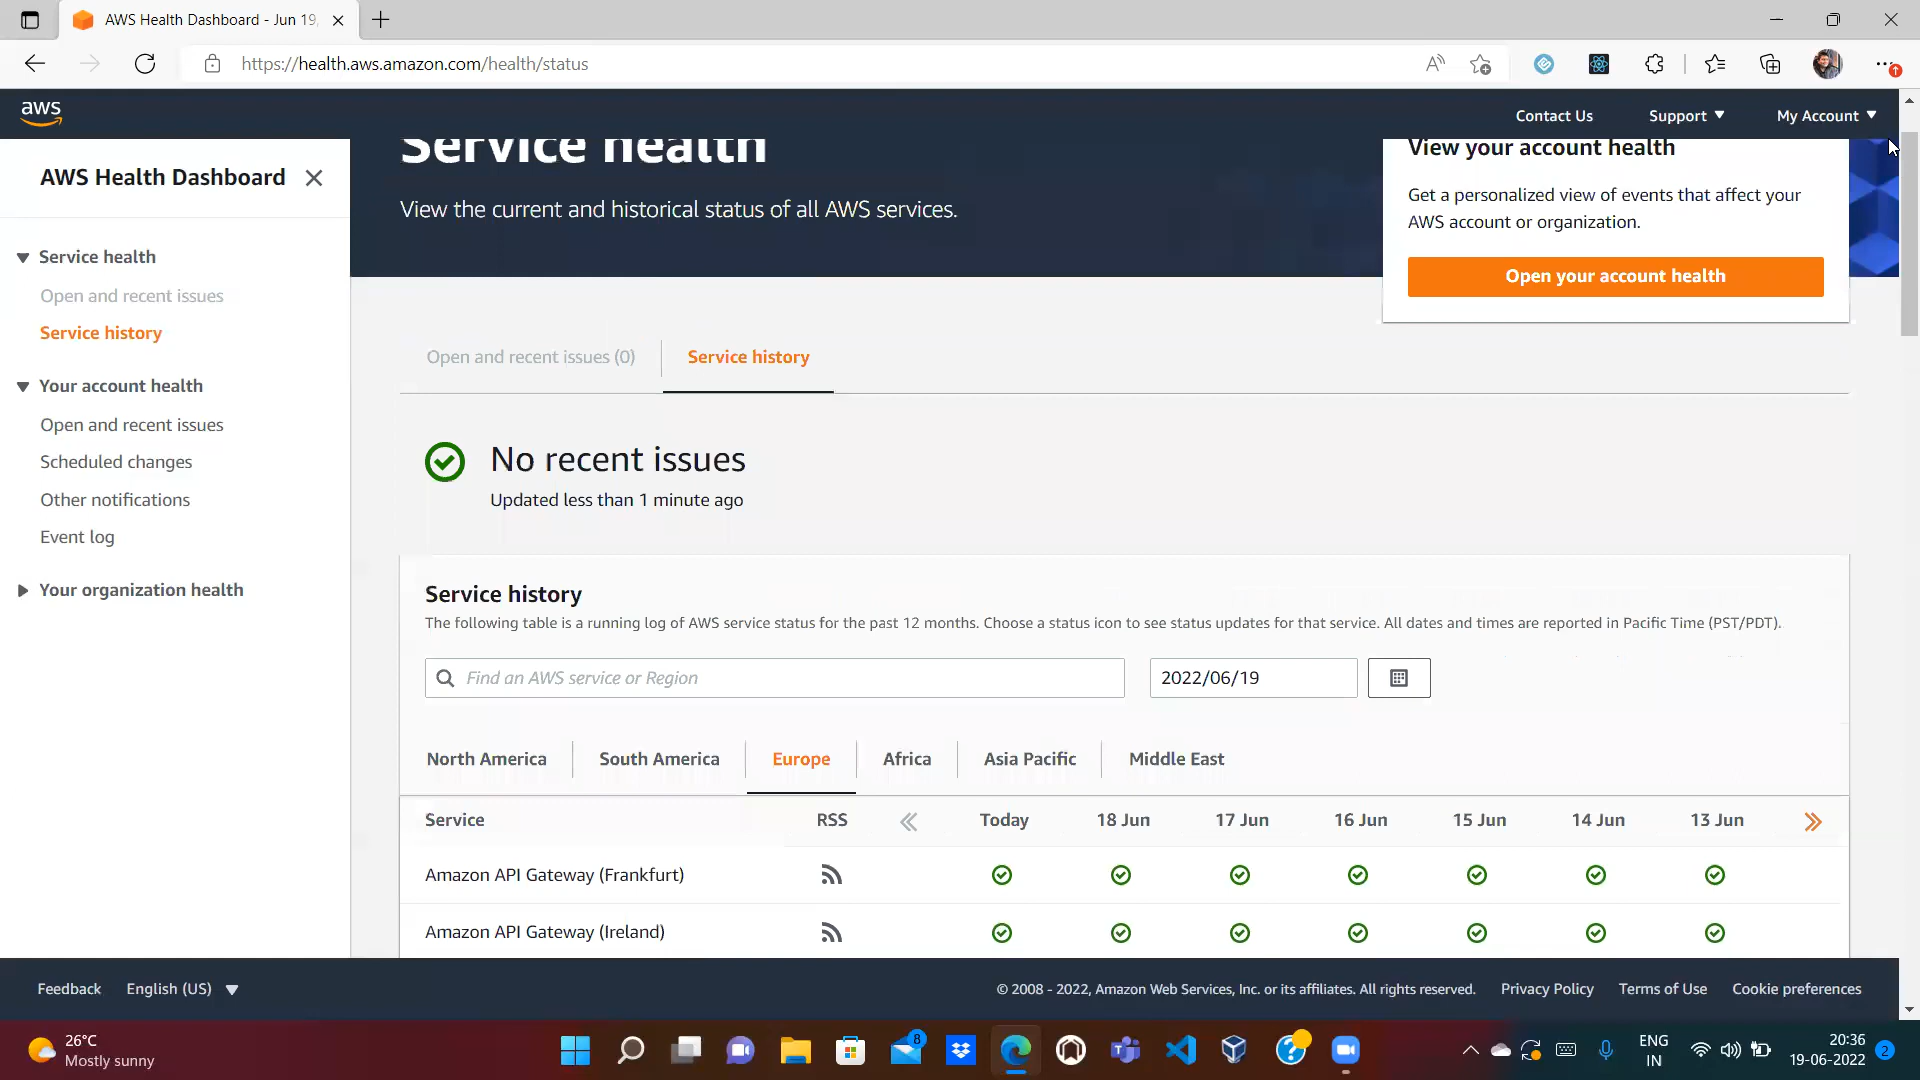 AWS Health Dashboard - Jun 19,
https://health.aws.amazon.com/health/status
aws
Contact Us
Support
My Account
AWS Health Dashboard
Service health
Open and recent issues
Service history
Your account health
Open and recent issues
Scheduled changes
Other notifications
Event log
Your organization health
Service health
View the current and historical status of all AWS services.
View your account health
Get a personalized view of events that affect your
AWS account or organization.
Open your account health
Open and recent issues (0)
Service history
No recent issues
Updated less than 1 minute ago
Service history
The following table is a running log of AWS service status for the past 12 months. Choose a status icon to see status updates for that service. All dates and times are reported in Pacific Time (PST/PDT).
Find an AWS service or Region
2022/06/19
North America
South America
Europe
Africa
Asia Pacific
Middle East
Service RSS Today 18 Jun 17 Jun 16 Jun 15 Jun 14 Jun 13 Jun
Amazon API Gateway (Frankfurt)
Amazon API Gateway (Ireland)
Feedback
English (US)
© 2008 - 2022, Amazon Web Services, Inc. or its affiliates. All rights reserved.
Privacy Policy
Terms of Use
Cookie preferences
26°C
Mostly sunny
8
ENG
IN
20:36
19-06-2022
2